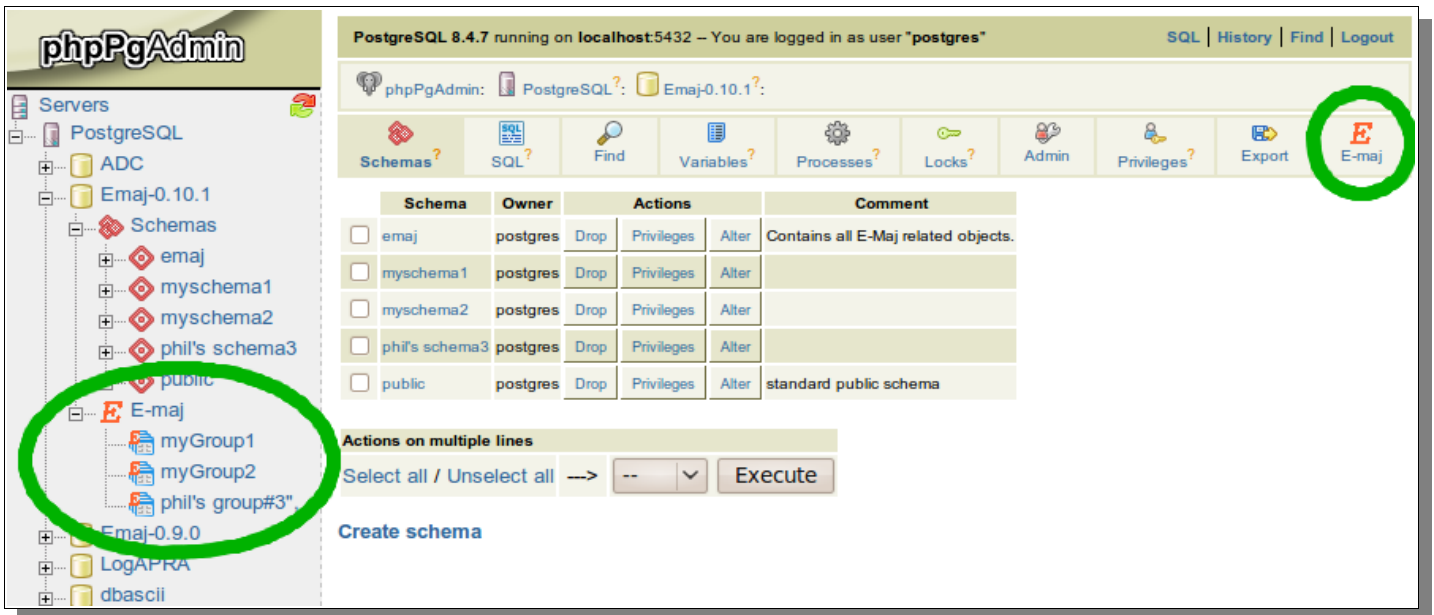 phpPgAdmin
Servers
PostgreSQL
ADC
Emaj-0.10.1
Schemas
emaj
myschema1
myschema2
phil's schema3
public
E-maj
myGroup1
myGroup2
phil's group#3",
Emaj-0.9.0
LogAPRA
dbascii
PostgreSQL 8.4.7 running on localhost:5432 – You are logged in as user "postgres"
SQL | History | Find | Logout
phpPgAdmin: PostgreSQL?: Emaj-0.10.1?:
Schemas? SQL? Find Variables? Processes? Locks? Admin Privileges? Export E-maj
Schema Owner Actions Comment
emaj postgres Drop Privileges Alter Contains all E-Maj related objects.
myschema1 postgres Drop Privileges Alter
myschema2 postgres Drop Privileges Alter
phil's schema3 postgres Drop Privileges Alter
public postgres Drop Privileges Alter standard public schema
Actions on multiple lines
Select all / Unselect all ---> -- Execute
Create schema